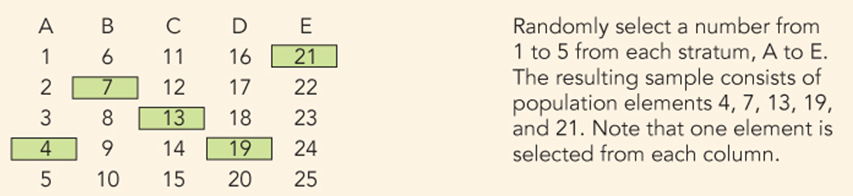 A B C D E
1 6 11 16 21
2 7 12 17 22
3 8 13 18 23
4 9 14 19 24
5 10 15 20 25
Randomly select a number from
1 to 5 from each stratum, A to E.
The resulting sample consists of
population elements 4, 7, 13, 19,
and 21. Note that one element is
selected from each column.